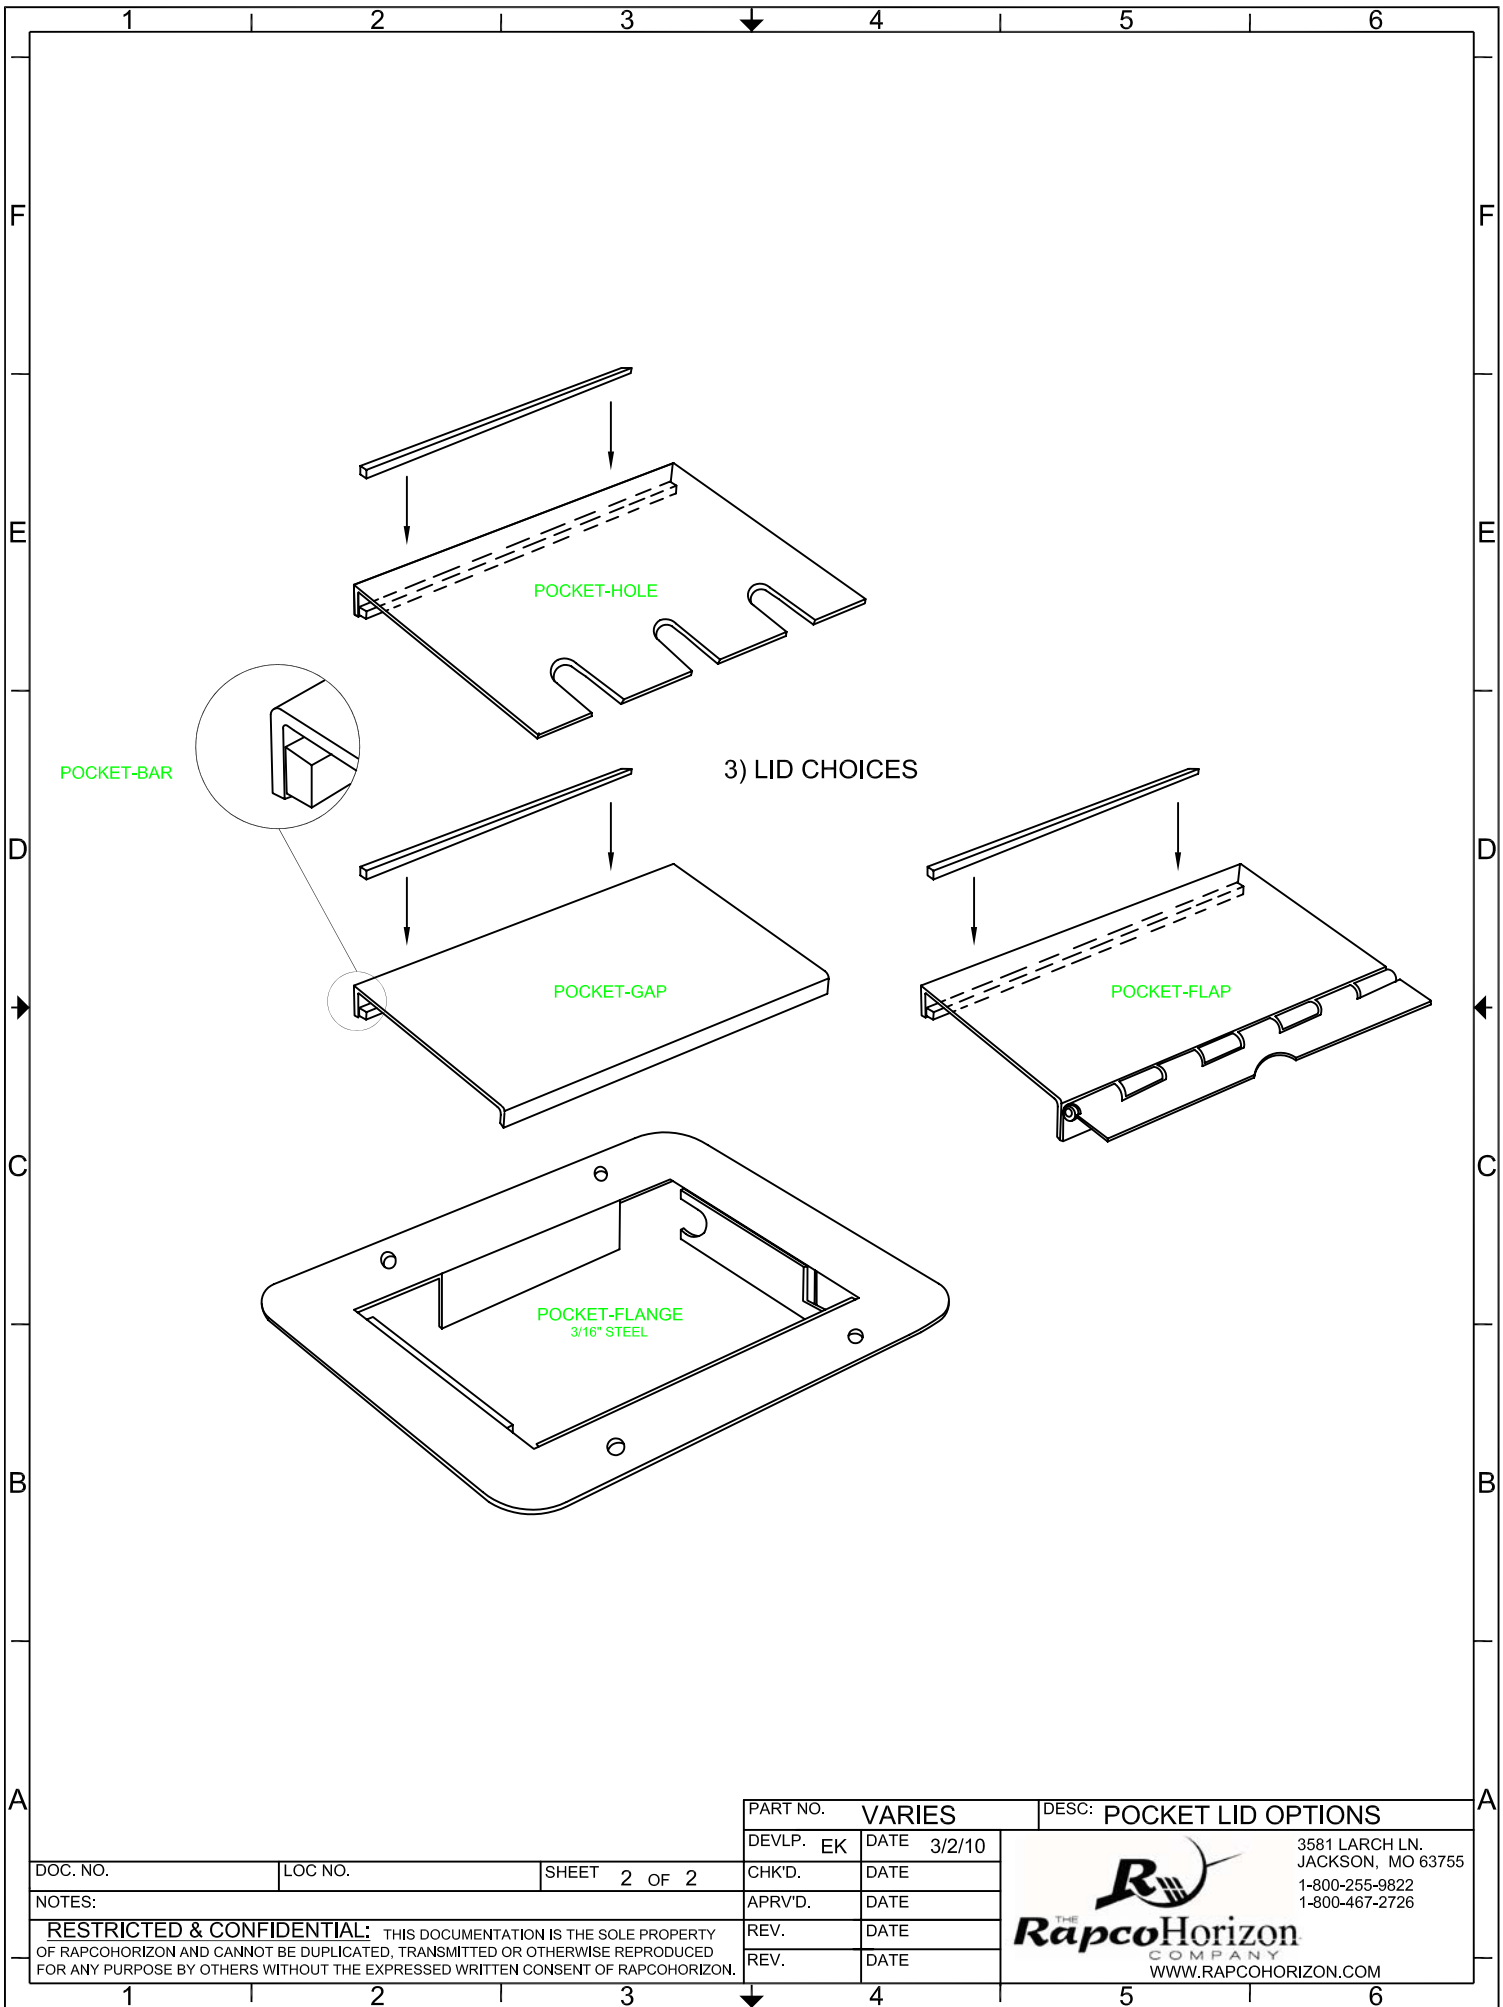 1 2 3 4 5 6
F F
E E
POCKET-HOLE
POCKET-BAR
3) LID CHOICES
D D
POCKET-GAP
POCKET-FLAP
C C
POCKET-FLANGE
3/16" STEEL
B B
A A
PART NO. VARIES
DESC: POCKET LID OPTIONS
DEVLP. EK DATE 3/2/10
DOC. NO. LOC NO. SHEET 2 OF 2
CHK'D. DATE
NOTES:
APRV'D. DATE
RESTRICTED & CONFIDENTIAL: THIS DOCUMENTATION IS THE SOLE PROPERTY
OF RAPCOHORIZON AND CANNOT BE DUPLICATED, TRANSMITTED OR OTHERWISE REPRODUCED
FOR ANY PURPOSE BY OTHERS WITHOUT THE EXPRESSED WRITTEN CONSENT OF RAPCOHORIZON.
REV. DATE
REV. DATE
R
THE
RapcoHorizon
COMPANY
3581 LARCH LN.
JACKSON, MO 63755
1-800-255-9822
1-800-467-2726
WWW.RAPCOHORIZON.COM
1 2 3 4 5 6